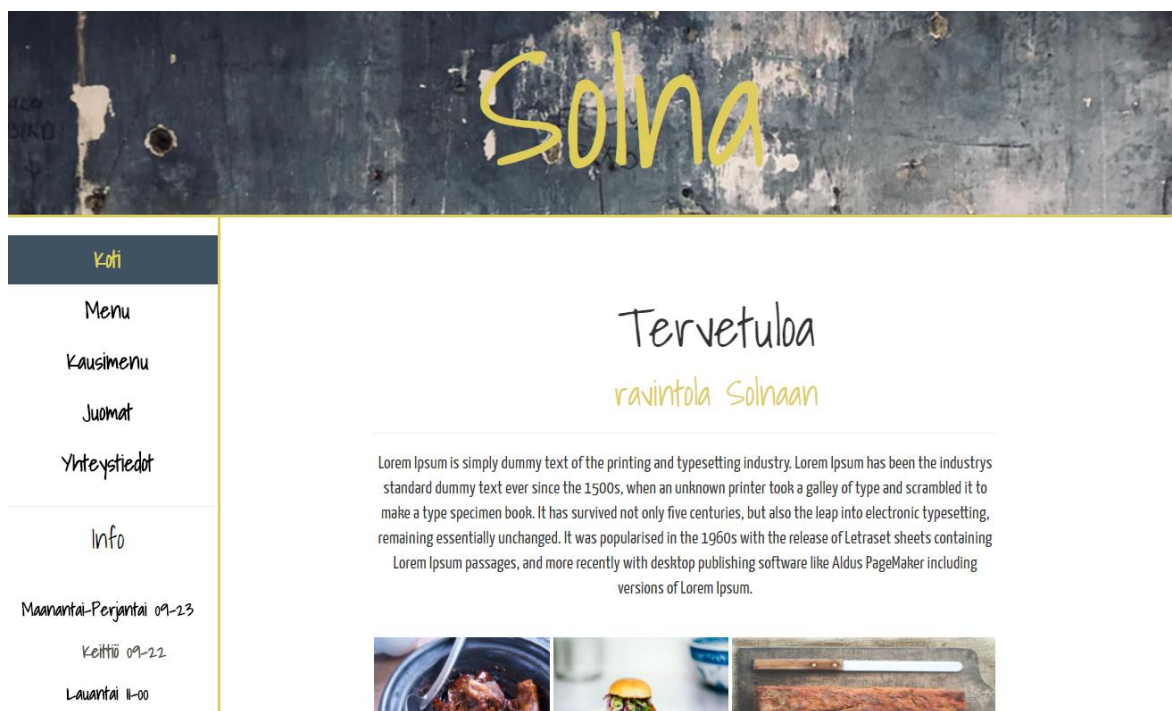 Solna
Koti
Menu
Kausimenu
Juomat
Yhteystiedot
Info
Maanantai-Perjantai 09-23
Keittiö 09-22
Lauantai 11-00
Tervetuloa
ravintola Solnaan
Lorem Ipsum is simply dummy text of the printing and typesetting industry. Lorem Ipsum has been the industrys
standard dummy text ever since the 1500s, when an unknown printer took a galley of type and scrambled it to
make a type specimen book. It has survived not only five centuries, but also the leap into electronic typesetting,
remaining essentially unchanged. It was popularised in the 1960s with the release of Letraset sheets containing
Lorem Ipsum passages, and more recently with desktop publishing software like Aldus PageMaker including
versions of Lorem Ipsum.